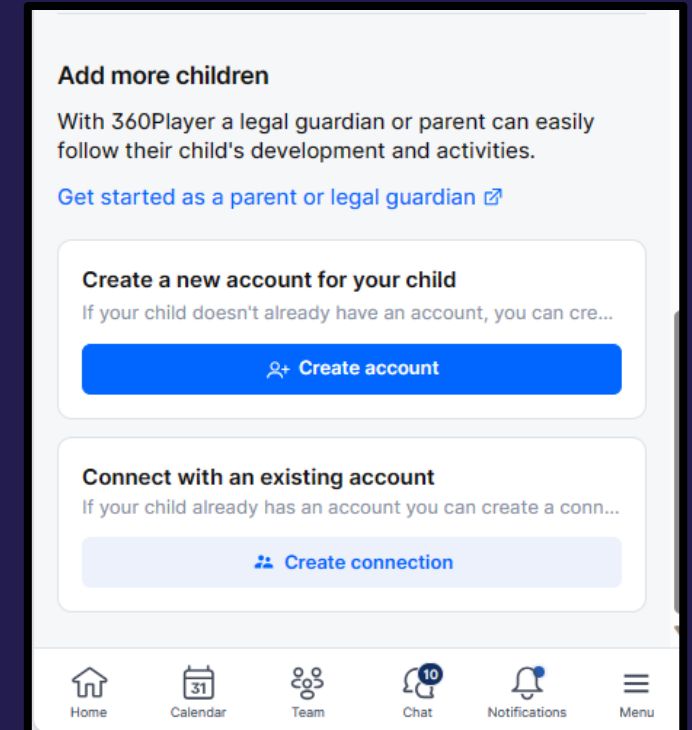 Add more children
With 360Player a legal guardian or parent can easily
follow their child's development and activities.
Get started as a parent or legal guardian
Create a new account for your child
If your child doesn't already have an account, you can cre...
Create account
Connect with an existing account
If your child already has an account you can create a conn...
Create connection
31
10
Home
Calendar
Team
Chat
Notifications
Menu